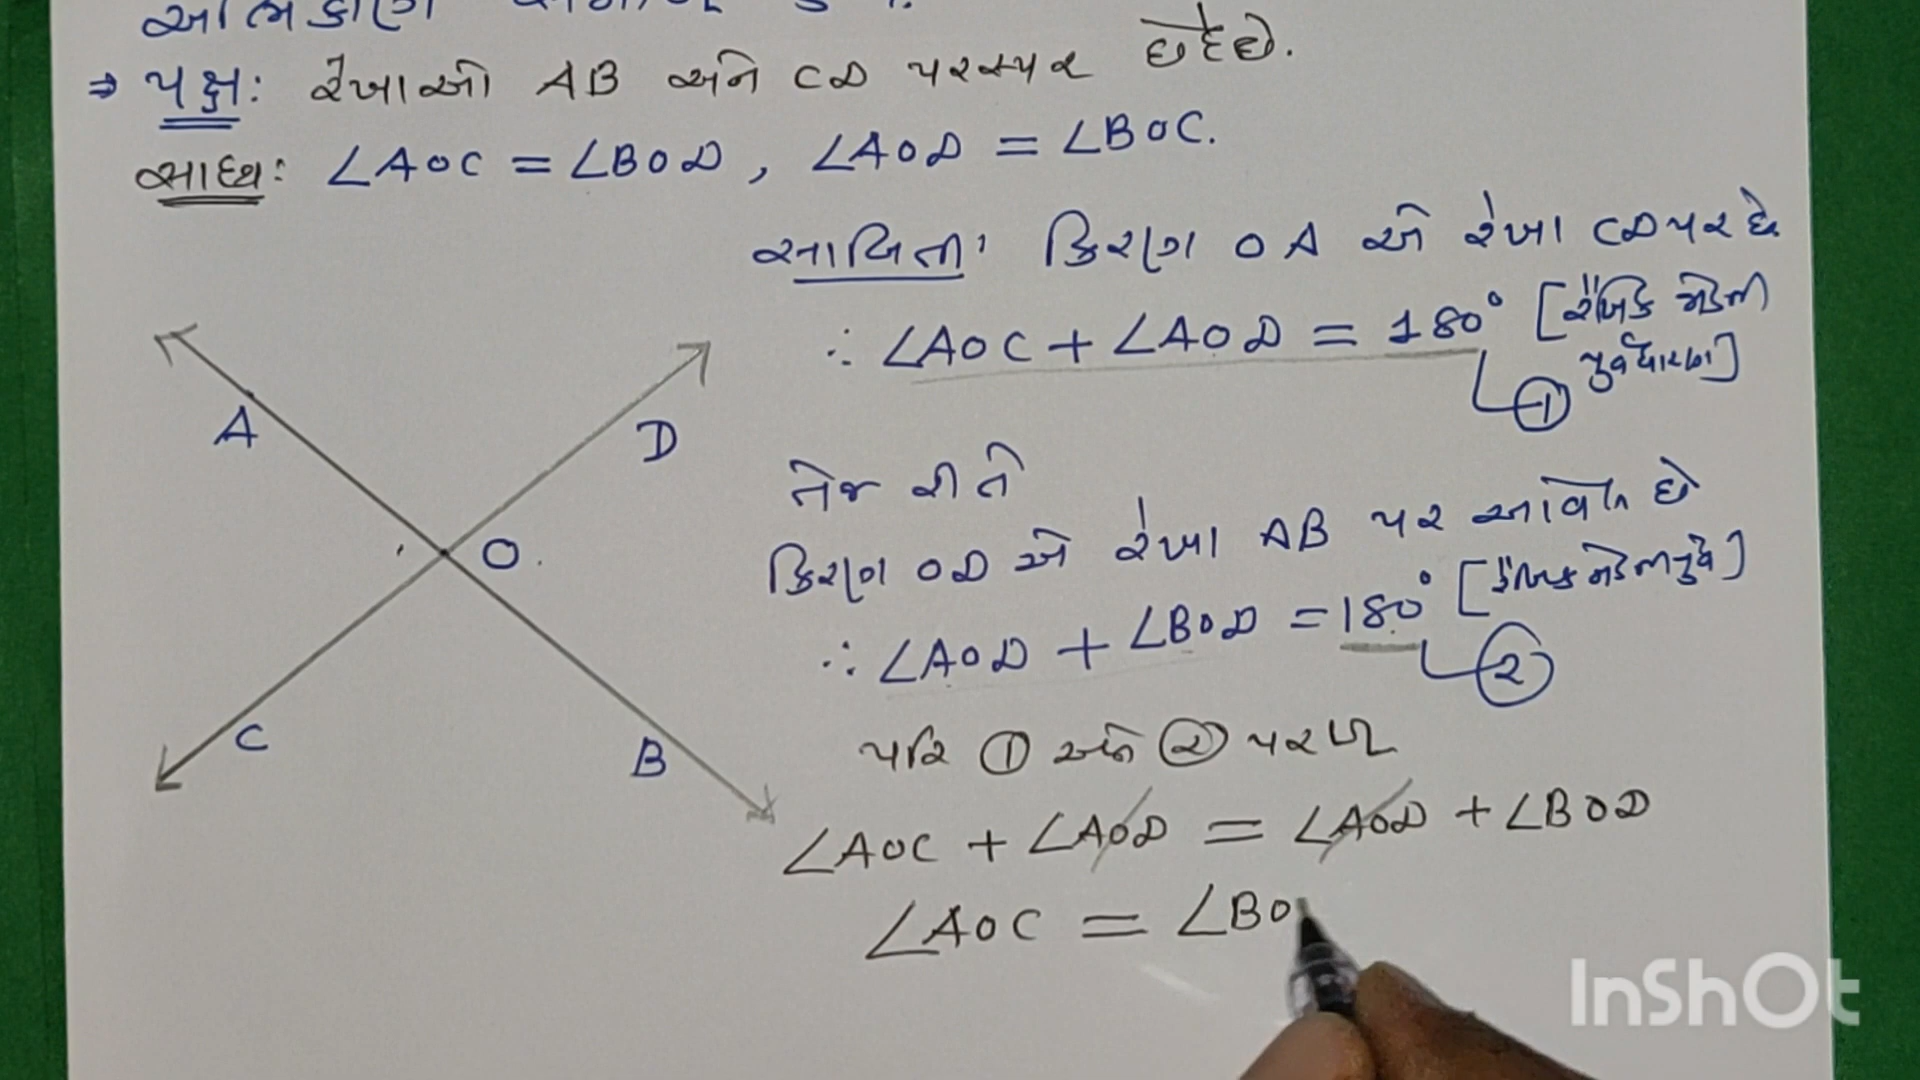 ⇒ પક્ષ: રેખાઓ AB અને CD પરસ્પર છેદે છે.
સાધ્ય: ∠AOC = ∠BOD, ∠AOD = ∠BOC.
સાબિતી: કિરણ OA એ રેખા CD પર છે
∴ ∠AOC + ∠AOD = 180° [રૈખિક જોડની
પૂર્વધારણા]
①
A
D
તેજ રીતે
કિરણ OD એ રેખા AB પર આવેલ છે
O
∴ ∠AOD + ∠BOD = 180°
②
C
B
પરિ ① અને ② પરથી
∠AOC + ∠AOD = ∠AOD + ∠BOD
∠AOC = ∠BO
InShOt